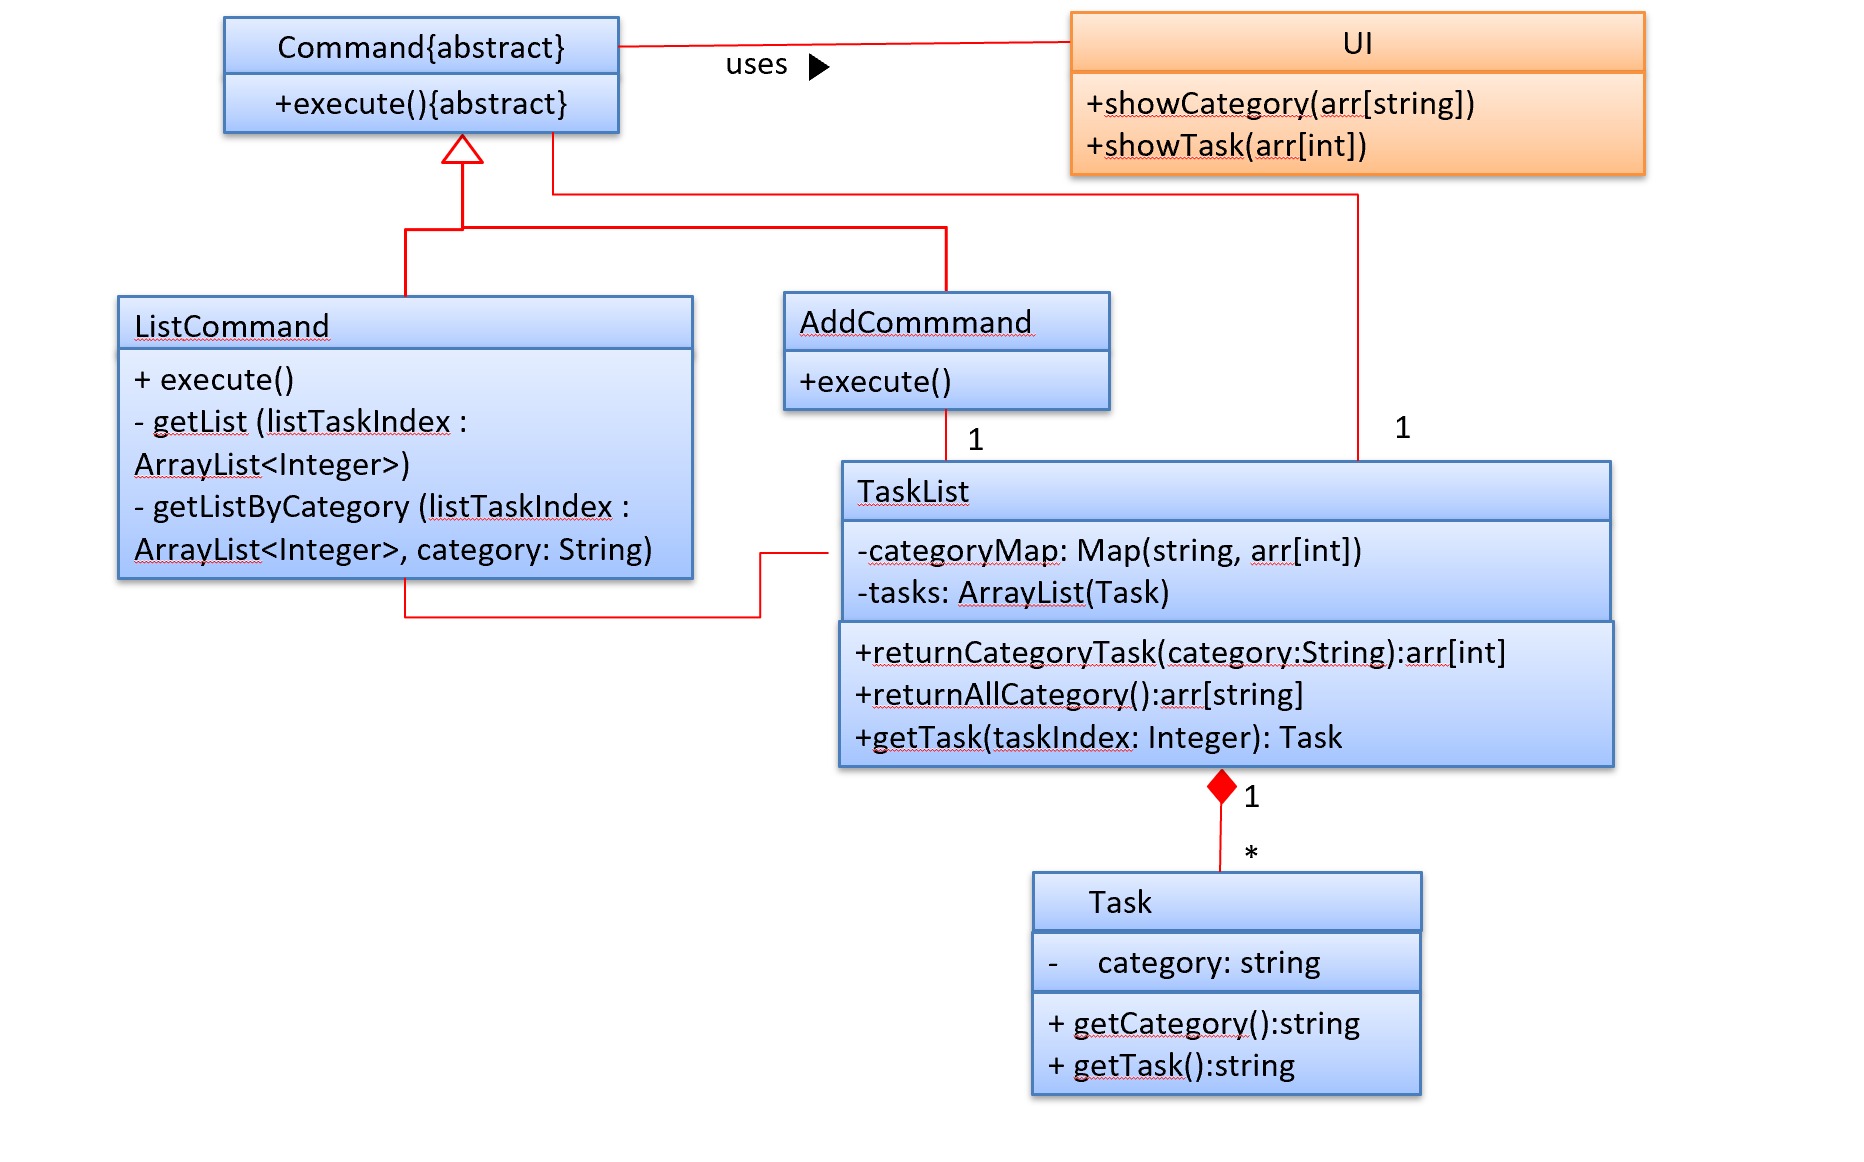 Command{abstract}
+execute(){abstract}
uses
UI
+showCategory(arr[string])
+showTask(arr[int])
ListCommand
+ execute()
- getList (listTaskIndex :
ArrayList<Integer>)
- getListByCategory (listTaskIndex :
ArrayList<Integer>, category: String)
AddCommmand
+execute()
1
1
TaskList
-categoryMap: Map(string, arr[int])
-tasks: ArrayList(Task)
+returnCategoryTask(category:String):arr[int]
+returnAllCategory():arr[string]
+getTask(taskIndex: Integer): Task
1
*
Task
- category: string
+ getCategory():string
+ getTask():string